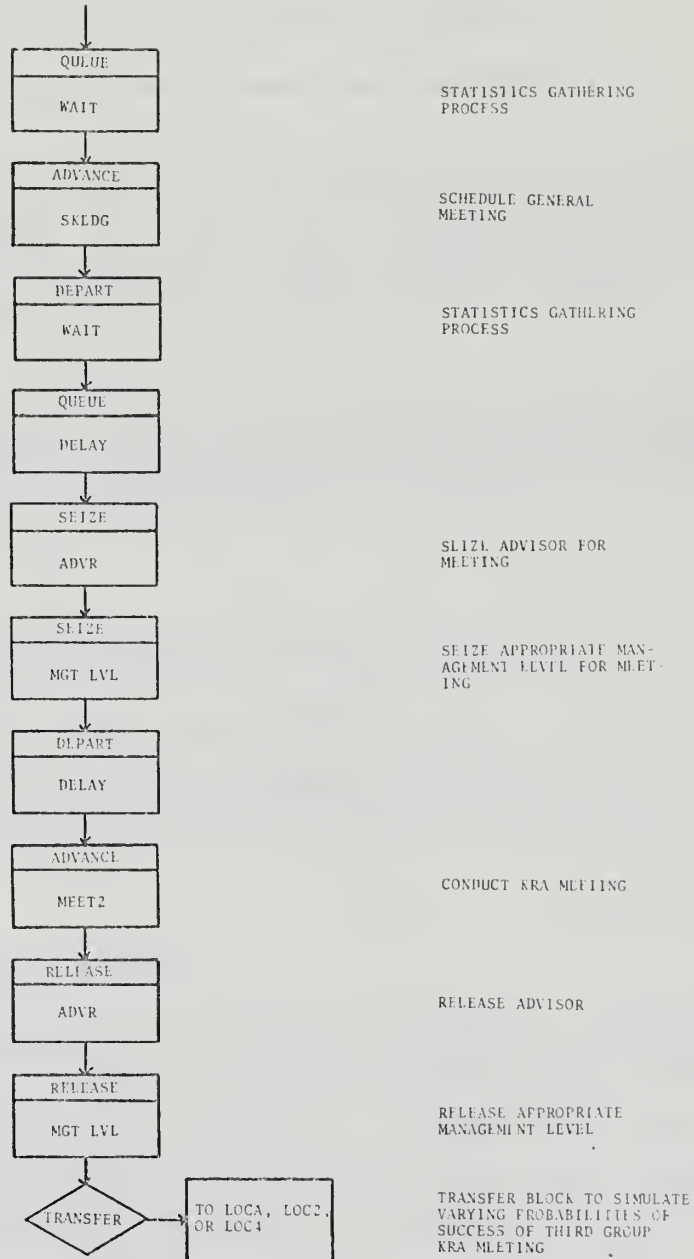 QUEUE
WAIT
STATISTICS GATHERING
PROCESS
ADVANCE
SKEDG
SCHEDULE GENERAL
MEETING
DEPART
WAIT
STATISTICS GATHERING
PROCESS
QUEUE
DELAY
SEIZE
ADVR
SEIZE ADVISOR FOR
MEETING
SEIZE
MGT LVL
SEIZE APPROPRIATE MAN-
AGEMENT LEVEL FOR MEET-
ING
DEPART
DELAY
ADVANCE
MEET2
CONDUCT KRA MEETING
RELEASE
ADVR
RELEASE ADVISOR
RELEASE
MGT LVL
RELEASE APPROPRIATE
MANAGEMENT LEVEL
TRANSFER
TO LOCA, LOC2,
OR LOC4
TRANSFER BLOCK TO SIMULATE
VARYING PROBABILITIES OF
SUCCESS OF THIRD GROUP
KRA MEETING